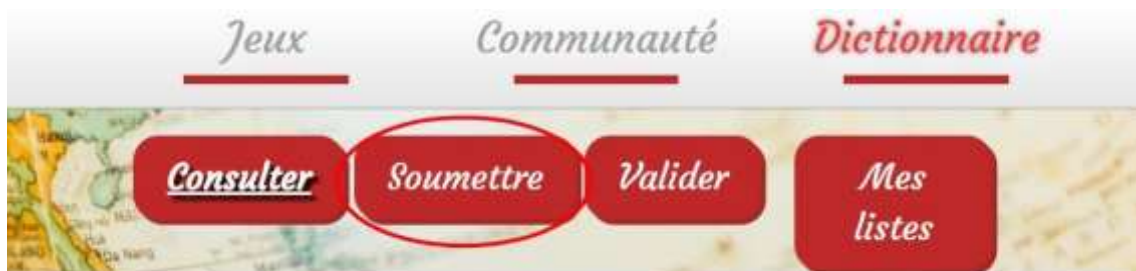 Jeux Communauté Dictionnaire
Consulter Soumettre Valider Mes
listes